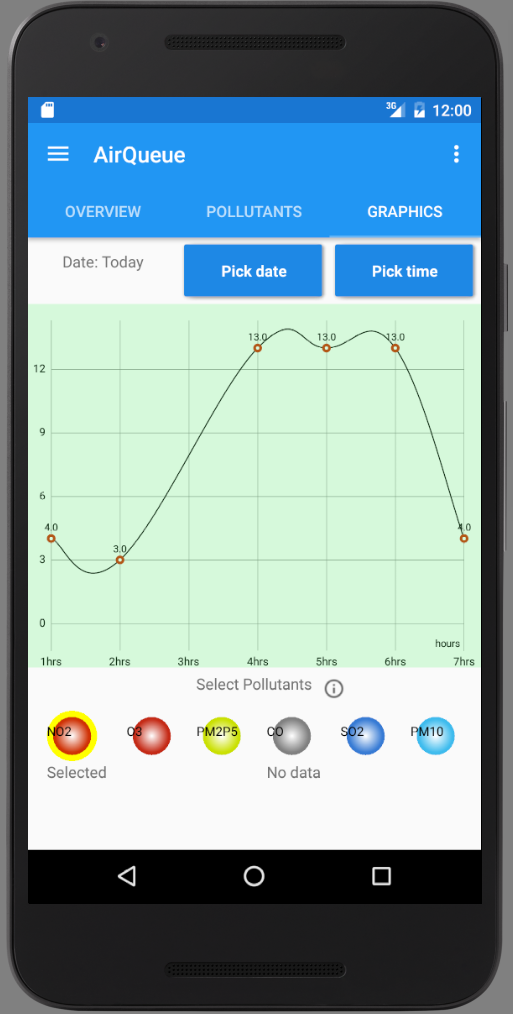 3G 12:00
AirQueue
OVERVIEW POLLUTANTS GRAPHICS
Date: Today Pick date Pick time
13.0 13.0 13.0
12
9
6
4.0 4.0
3.0
3
0
hours
1hrs 2hrs 3hrs 4hrs 5hrs 6hrs 7hrs
Select Pollutants
NO2 O3 PM2P5 CO SO2 PM10
Selected No data